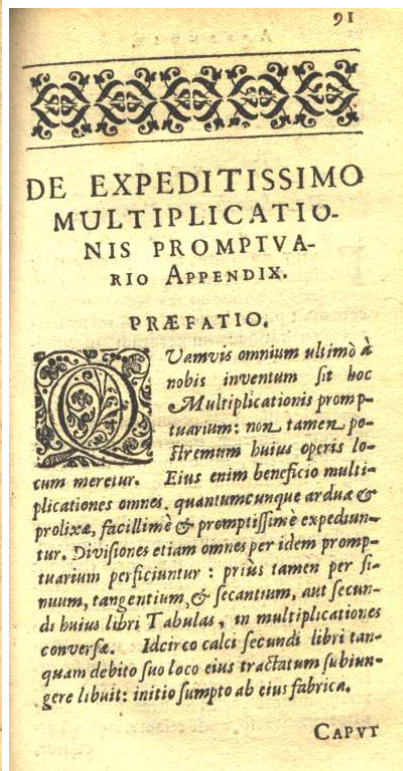 91
DE EXPEDITISSIMO
MULTIPLICATIO-
NIS PROMPTVA-
RIO APPENDIX.
PRÆFATIO.
QVamvis omnium ultimò à
nobis inventum sit hoc
Multiplicationis promp-
tuarium: non tamen po-
stremum huius operis lo-
cum meretur. Eius enim beneficio multi-
plicationes omnes, quantumcunque arduæ &
prolixæ, facillimè & promptissimè expediun-
tur. Divisiones etiam omnes per idem promp-
tuarium perficiuntur : priùs tamen per si-
nuum, tangentium, & secantium, aut secun-
di huius libri Tabulas, in multiplicationes
conversæ. Idcirco calci secundi libri tan-
quam debito suo loco eius tractatum subiun-
gere libuit: initio sumpto ab eius fabrica.
CAPVT